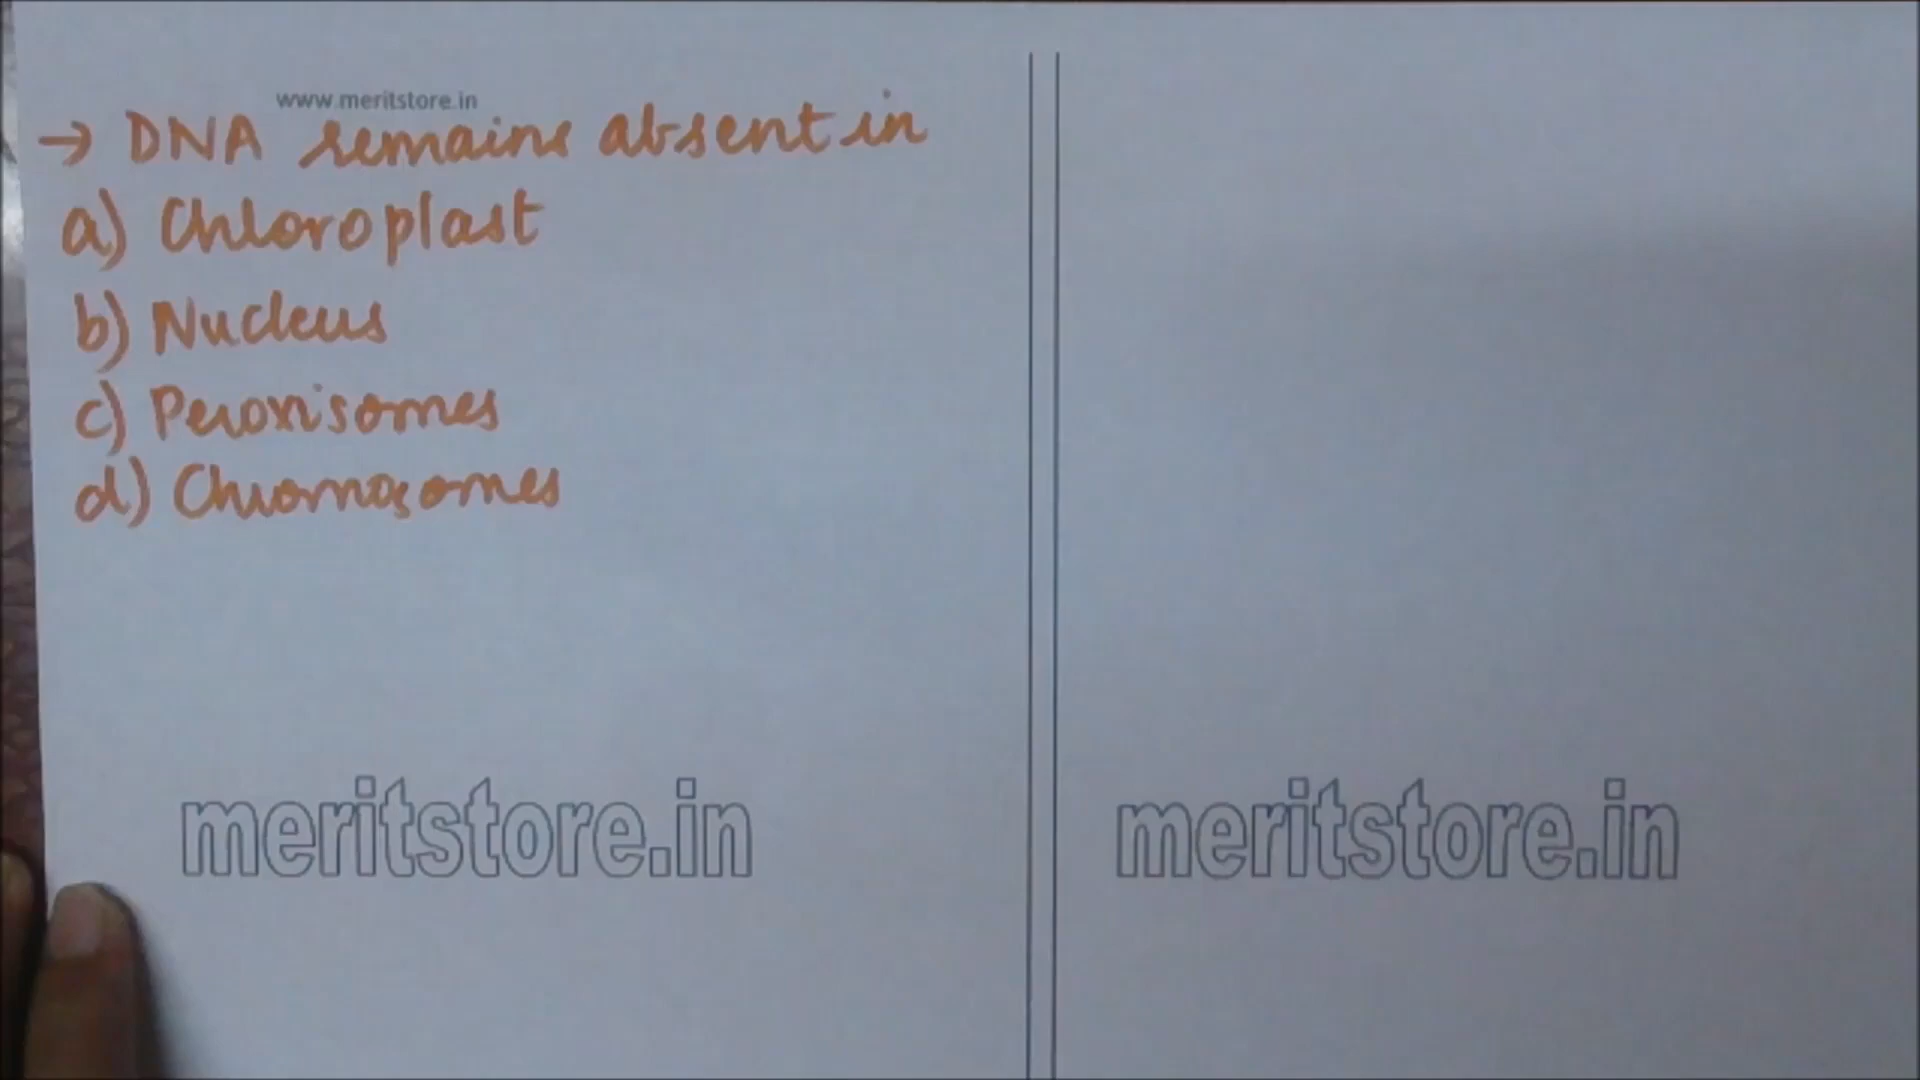 www.meritstore.in
→ DNA remains absent in
a) Chloroplast
b) Nucleus
c) Peroxisomes
d) Chromosomes
meritstore.in
meritstore.in